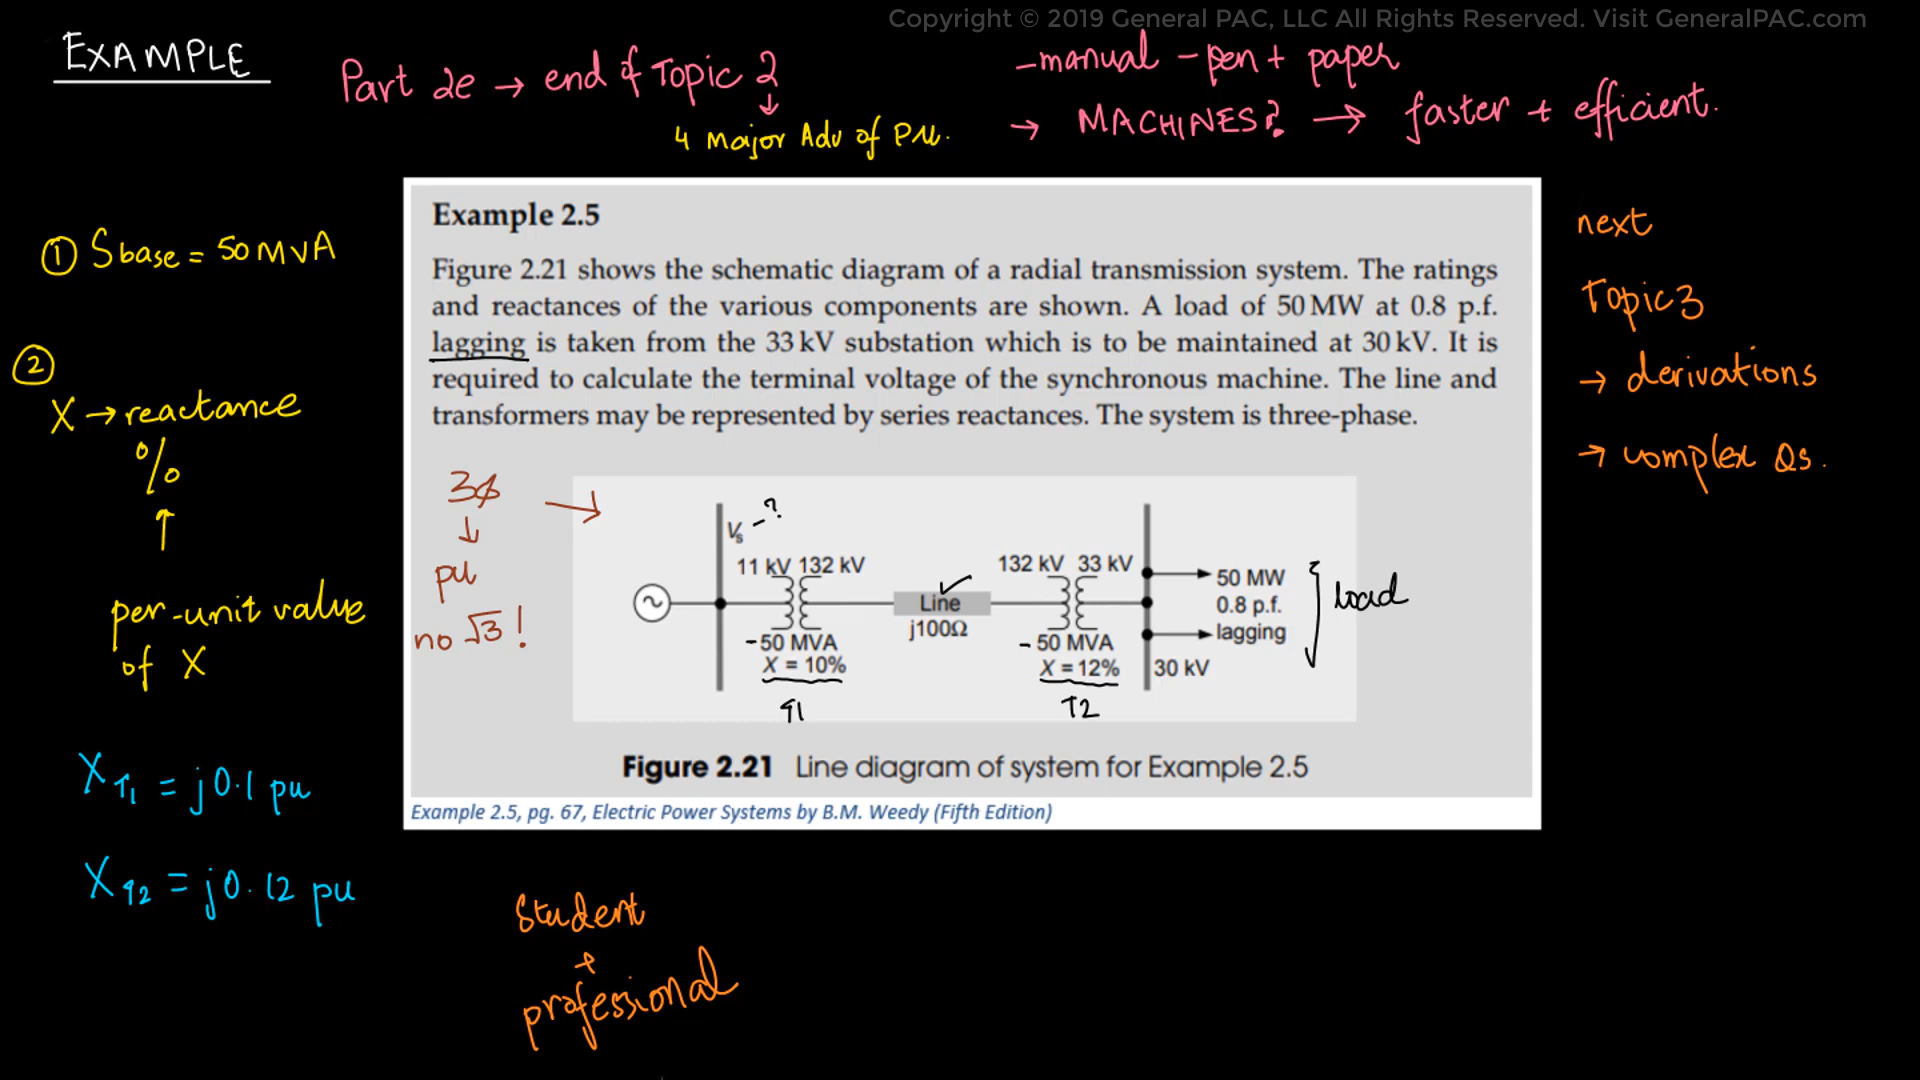 Copyright © 2019 General PAC, LLC All Rights Reserved. Visit GeneralPAC.com
EXAMPLE
Part 2e → end of Topic 2
↓
4 Major Adv of PU.
- manual - pen + paper
→ MACHINES? → faster + efficient.
① Sbase = 50 MVA
②
X → reactance
%
↑
per-unit value
of X
X T1 = j0.1 pu
X T2 = j0.12 pu
Example 2.5
Figure 2.21 shows the schematic diagram of a radial transmission system. The ratings
and reactances of the various components are shown. A load of 50 MW at 0.8 p.f.
lagging is taken from the 33 kV substation which is to be maintained at 30 kV. It is
required to calculate the terminal voltage of the synchronous machine. The line and
transformers may be represented by series reactances. The system is three-phase.
3φ →
↓
pu
no √3!
Vs - ?
11 kV 132 kV
- 50 MVA
X = 10%
T1
Line
j100Ω
132 kV 33 kV
- 50 MVA
X = 12%
T2
30 kV
50 MW
0.8 p.f.
lagging
load
Figure 2.21 Line diagram of system for Example 2.5
Example 2.5, pg. 67, Electric Power Systems by B.M. Weedy (Fifth Edition)
next
Topic 3
→ derivations
→ complex Qs.
Student
+
professional